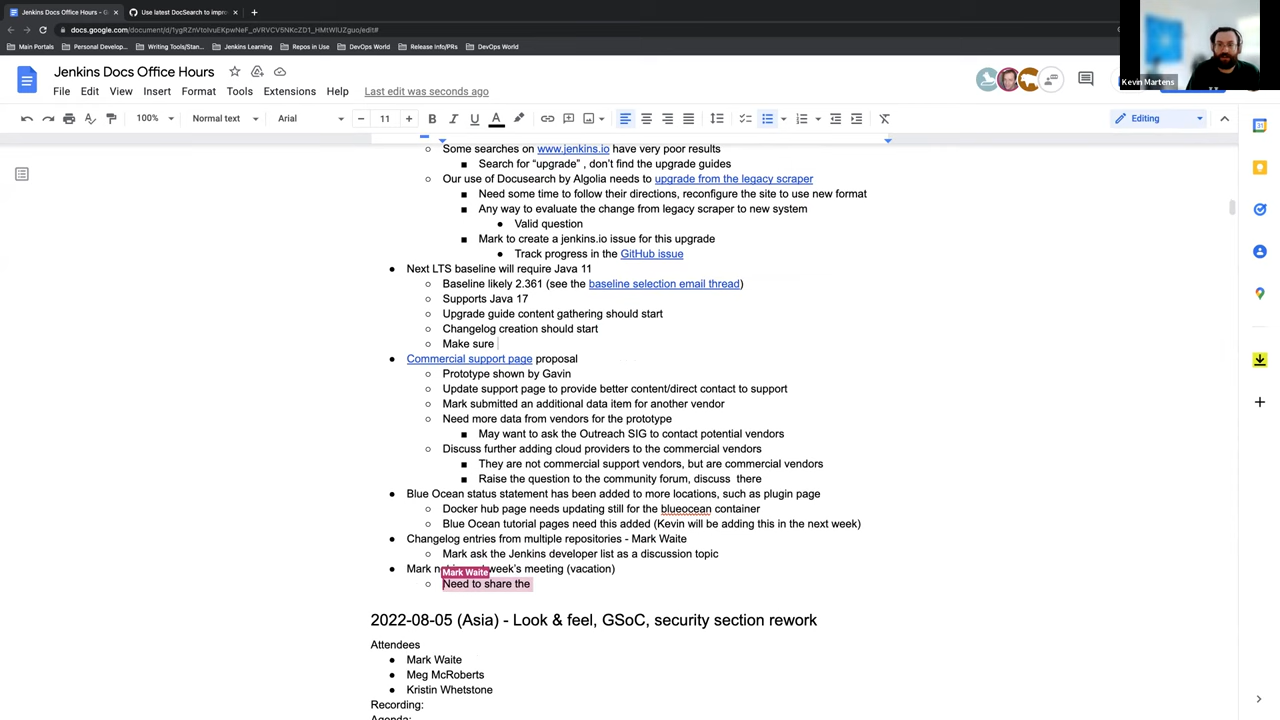 Jenkins Docs Office Hours - G
Use latest DocSearch to impro
docs.google.com/document/d/1ygRZnVtoIvuEKpwNeF_oVRVCV5NKcZD1_HMtWIUZguo/edit#
Main Portals
Personal Develop...
Writing Tools/Stan...
Jenkins Learning
Repos in Use
DevOps World
Release Info/PRs
DevOps World
Kevin Martens
Jenkins Docs Office Hours
File Edit View Insert Format Tools Extensions Help Last edit was seconds ago
100% Normal text Arial 11 Editing
Some searches on www.jenkins.io have very poor results
Search for “upgrade” , don’t find the upgrade guides
Our use of Docusearch by Algolia needs to upgrade from the legacy scraper
Need some time to follow their directions, reconfigure the site to use new format
Any way to evaluate the change from legacy scraper to new system
Valid question
Mark to create a jenkins.io issue for this upgrade
Track progress in the GitHub issue
Next LTS baseline will require Java 11
Baseline likely 2.361 (see the baseline selection email thread)
Supports Java 17
Upgrade guide content gathering should start
Changelog creation should start
Make sure
Commercial support page proposal
Prototype shown by Gavin
Update support page to provide better content/direct contact to support
Mark submitted an additional data item for another vendor
Need more data from vendors for the prototype
May want to ask the Outreach SIG to contact potential vendors
Discuss further adding cloud providers to the commercial vendors
They are not commercial support vendors, but are commercial vendors
Raise the question to the community forum, discuss there
Blue Ocean status statement has been added to more locations, such as plugin page
Docker hub page needs updating still for the blueocean container
Blue Ocean tutorial pages need this added (Kevin will be adding this in the next week)
Changelog entries from multiple repositories - Mark Waite
Mark ask the Jenkins developer list as a discussion topic
Mark week’s meeting (vacation)
Mark Waite
Need to share the
2022-08-05 (Asia) - Look & feel, GSoC, security section rework
Attendees
Mark Waite
Meg McRoberts
Kristin Whetstone
Recording:
Agenda: